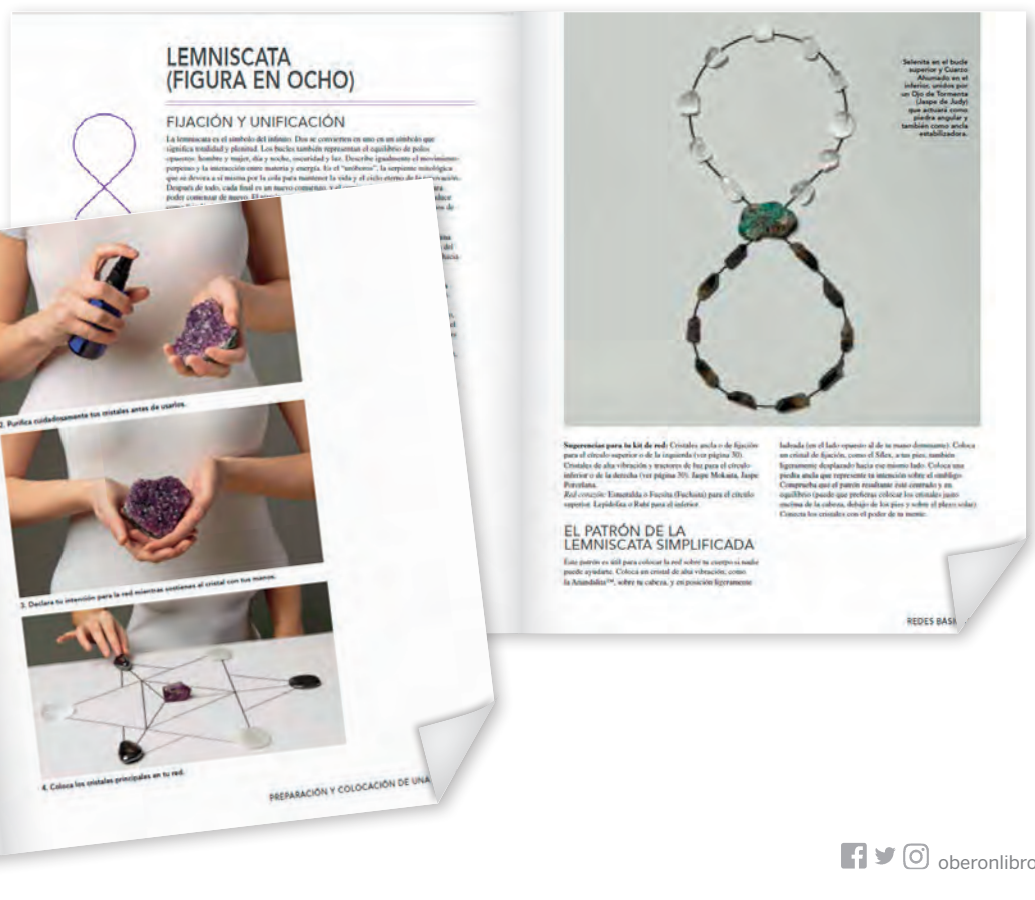 LEMNISCATA
(FIGURA EN OCHO)
FIJACIÓN Y UNIFICACIÓN
La lemniscata es el símbolo del infinito. Dos se convierten en uno en un símbolo que
significa totalidad y plenitud. Los bucles también representan el equilibrio de polos
opuestos: hombre y mujer, día y noche, oscuridad y luz. Describe igualmente el movimiento
perpetuo y la interacción entre materia y energía. Es el "uróboros", la serpiente mitológica
que se devora a sí misma por la cola para mantener la vida y el ciclo eterno de la renovación.
Después de todo, cada final es un nuevo comienzo, y el
poder comenzar de nuevo. El
2. Purifica cuidadosamente tus cristales antes de usarlos.
3. Declara tu intención para la red mientras sostienes el cristal con tus manos.
4. Coloca los cristales principales en tu red.
PREPARACIÓN Y COLOCACIÓN DE UNA
Selenita en el bucle
superior y Cuarzo
Ahumado en el
inferior, unidos por
un Ojo de Tormenta
(Jaspe de Judy)
que actuará como
piedra angular y
también como ancla
estabilizadora.
Sugerencias para tu kit de red: Cristales ancla o de fijación
para el círculo superior o de la izquierda (ver página 30).
Cristales de alta vibración y tractores de luz para el círculo
inferior o de la derecha (ver página 30). Jaspe Mokaita, Jaspe
Porcelana.
Red corazón: Esmeralda o Fucsita (Fuchsita) para el círculo
superior. Lepidolita o Rubí para el inferior.
EL PATRÓN DE LA
LEMNISCATA SIMPLIFICADA
Este patrón es útil para colocar la red sobre tu cuerpo si nadie
puede ayudarte. Coloca un cristal de alta vibración, como
la Anandalita™, sobre tu cabeza, y en posición ligeramente
ladeada (en el lado opuesto al de tu mano dominante). Coloca
un cristal de fijación, como el Sílex, a tus pies, también
ligeramente desplazado hacia ese mismo lado. Coloca una
piedra ancla que represente tu intención sobre el ombligo.
Comprueba que el patrón resultante esté centrado y en
equilibrio (puede que prefieras colocar los cristales justo
encima de la cabeza, debajo de los pies y sobre el plexo solar).
Conecta los cristales con el poder de tu mente.
REDES BÁSI
oberonlibro